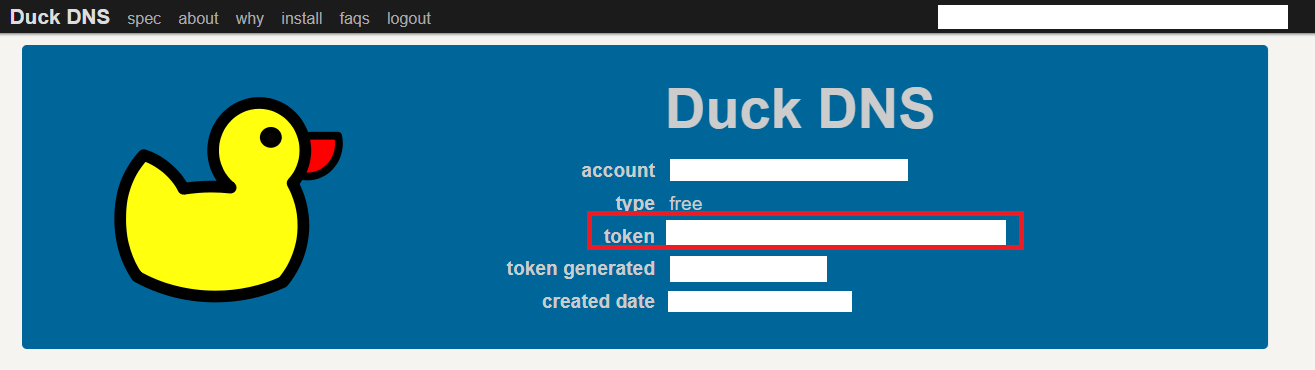 Duck DNS spec about why install faqs logout
Duck DNS
account
type free
token
token generated
created date